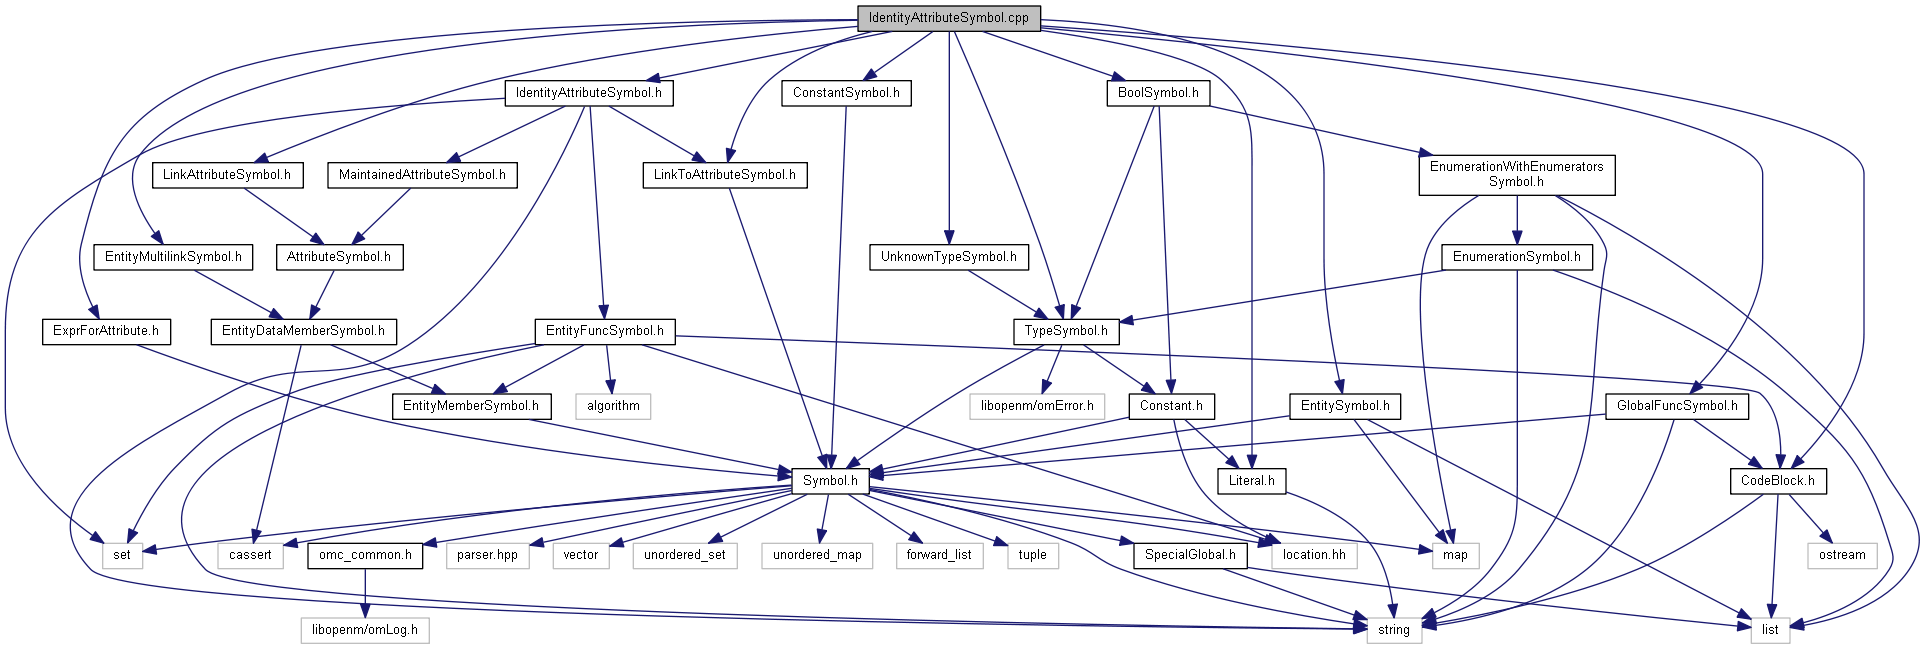 IdentityAttributeSymbol.cpp
IdentityAttributeSymbol.h
ConstantSymbol.h
BoolSymbol.h
LinkAttributeSymbol.h
MaintainedAttributeSymbol.h
LinkToAttributeSymbol.h
EnumerationWithEnumerators
Symbol.h
EntityMultilinkSymbol.h
AttributeSymbol.h
UnknownTypeSymbol.h
EnumerationSymbol.h
ExprForAttribute.h
EntityDataMemberSymbol.h
EntityFuncSymbol.h
TypeSymbol.h
EntityMemberSymbol.h
algorithm
libopenm/omError.h
Constant.h
EntitySymbol.h
GlobalFuncSymbol.h
Symbol.h
Literal.h
CodeBlock.h
set
cassert
omc_common.h
parser.hpp
vector
unordered_set
unordered_map
forward_list
tuple
SpecialGlobal.h
location.hh
map
ostream
libopenm/omLog.h
string
list